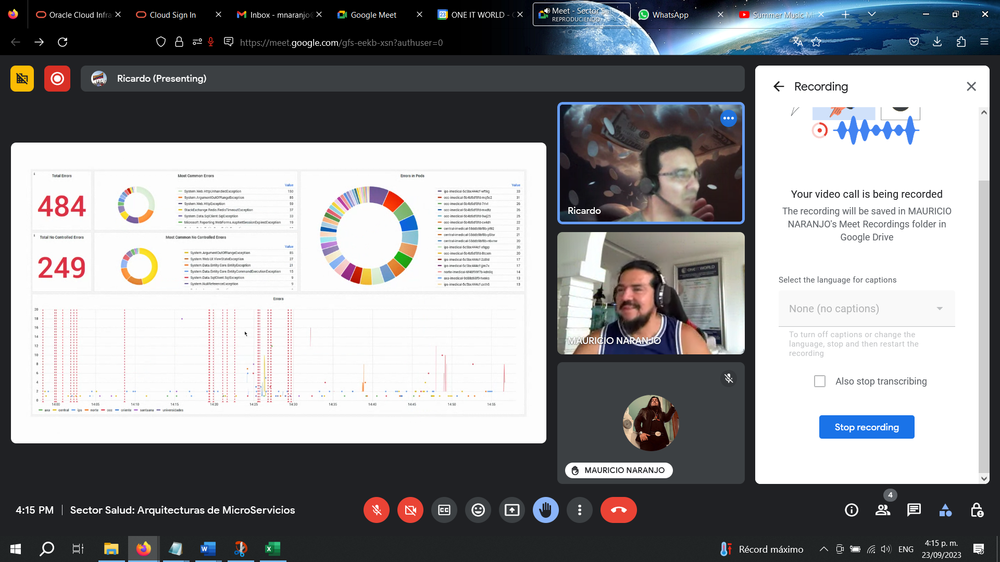 Oracle Cloud Infra
Cloud Sign In
Inbox - mnaranjo@
Google Meet
23
ONE IT WORLD -
Meet - Sector Sal
REPRODUCIENDO
WhatsApp
Summer Music M
https://meet.google.com/gfs-eekb-xsn?authuser=0
Ricardo (Presenting)
Total Errors
484
Most Common Errors
Value
System.Web.HttpUnhandledException 150
System.ArgumentOutOfRangeException 86
System.Web.HttpException 59
StackExchange.Redis.RedisTimeoutException 37
System.Data.SqlClient.SqlException 33
Microsoft.Reporting.WebForms.AspNetSessionExpiredException 19
Errors in Pods
Value
ips-imedical-5c5bc444cf-wftkg 33
occ-imedical-5b4b5df8fd-mq5c2 31
occ-imedical-5b4b5df8fd-7rlvl 26
occ-imedical-5b4b5df8fd-mxdtz 26
occ-imedical-5b4b5df8fd-9wj25 25
occ-imedical-5b4b5df8fd-cx4dh 22
central-imedical-58ddb9bf8b-jrl92 21
central-imedical-58ddb9bf8b-p5lsr 21
central-imedical-58ddb9bf8b-n6vnw 20
ips-imedical-5c5bc444cf-xfqpp 20
occ-imedical-5b4b5df8fd-8tcxm 20
ips-imedical-5c5bc444cf-2z8ld 17
ips-imedical-5c5bc444cf-jjm7x 17
norte-imedical-6f48f99f7b-kdn8q 14
axa-imedical-9d88d68f9-hxnks 13
ips-imedical-5c5bc444cf-zxth6 13
Total No Controlled Errors
249
Most Common No Controlled Errors
Value
System.ArgumentOutOfRangeException 85
System.Web.UI.ViewStateException 27
System.Data.Entity.Core.EntityException 21
System.Data.Entity.Core.EntityCommandExecutionException 15
System.Data.SqlClient.SqlException 9
System.NullReferenceException 9
Errors
20
18
16
14
12
10
8
6
4
2
0
14:00 14:05 14:10 14:15 14:20 14:25 14:30 14:35 14:40 14:45 14:50 14:55
axa central ips norte occ oriente santaana universidades
Ricardo
ONE IT WORLD
MAURICIO NARANJO
MAURICIO NARANJO
Recording
Your video call is being recorded
The recording will be saved in MAURICIO
NARANJO's Meet Recordings folder in
Google Drive
Select the language for captions
None (no captions)
To turn off captions or change the
language, stop and then restart the
recording
Also stop transcribing
Stop recording
4:15 PM
Sector Salud: Arquitecturas de MicroServicios
4
Récord máximo
ENG
4:15 p. m.
23/09/2023